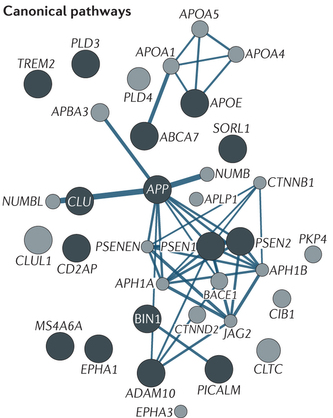 Canonical pathways
APOA5
PLD3
APOA1
TREM2
APOA4
PLD4
APBA3
APOE
ABCA7
SORL1
NUMB
APP
CTNNB1
NUMBL
CLU
APLP1
PKP4
PSENEN
PSEN1
PSEN2
CLUL1
CD2AP
APH1B
APH1A
BACE1
CIB1
BIN1
CTNND2
MS4A6A
JAG2
EPHA1
CLTC
ADAM10
PICALM
EPHA3